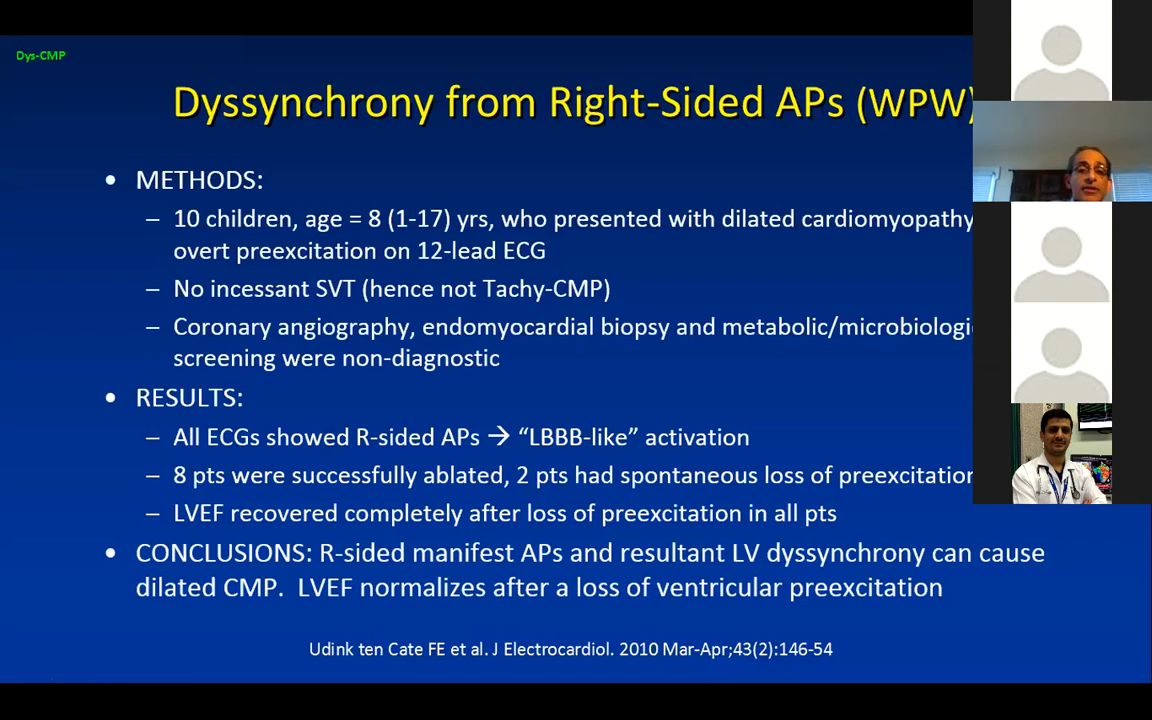 Dys-CMP
Dyssynchrony from Right-Sided APs (WPW)
• METHODS:
– 10 children, age = 8 (1-17) yrs, who presented with dilated cardiomyopathy
overt preexcitation on 12-lead ECG
– No incessant SVT (hence not Tachy-CMP)
– Coronary angiography, endomyocardial biopsy and metabolic/microbiologi
screening were non-diagnostic
• RESULTS:
– All ECGs showed R-sided APs → “LBBB-like” activation
– 8 pts were successfully ablated, 2 pts had spontaneous loss of preexcitation
– LVEF recovered completely after loss of preexcitation in all pts
• CONCLUSIONS: R-sided manifest APs and resultant LV dyssynchrony can cause
dilated CMP. LVEF normalizes after a loss of ventricular preexcitation
Udink ten Cate FE et al. J Electrocardiol. 2010 Mar-Apr;43(2):146-54